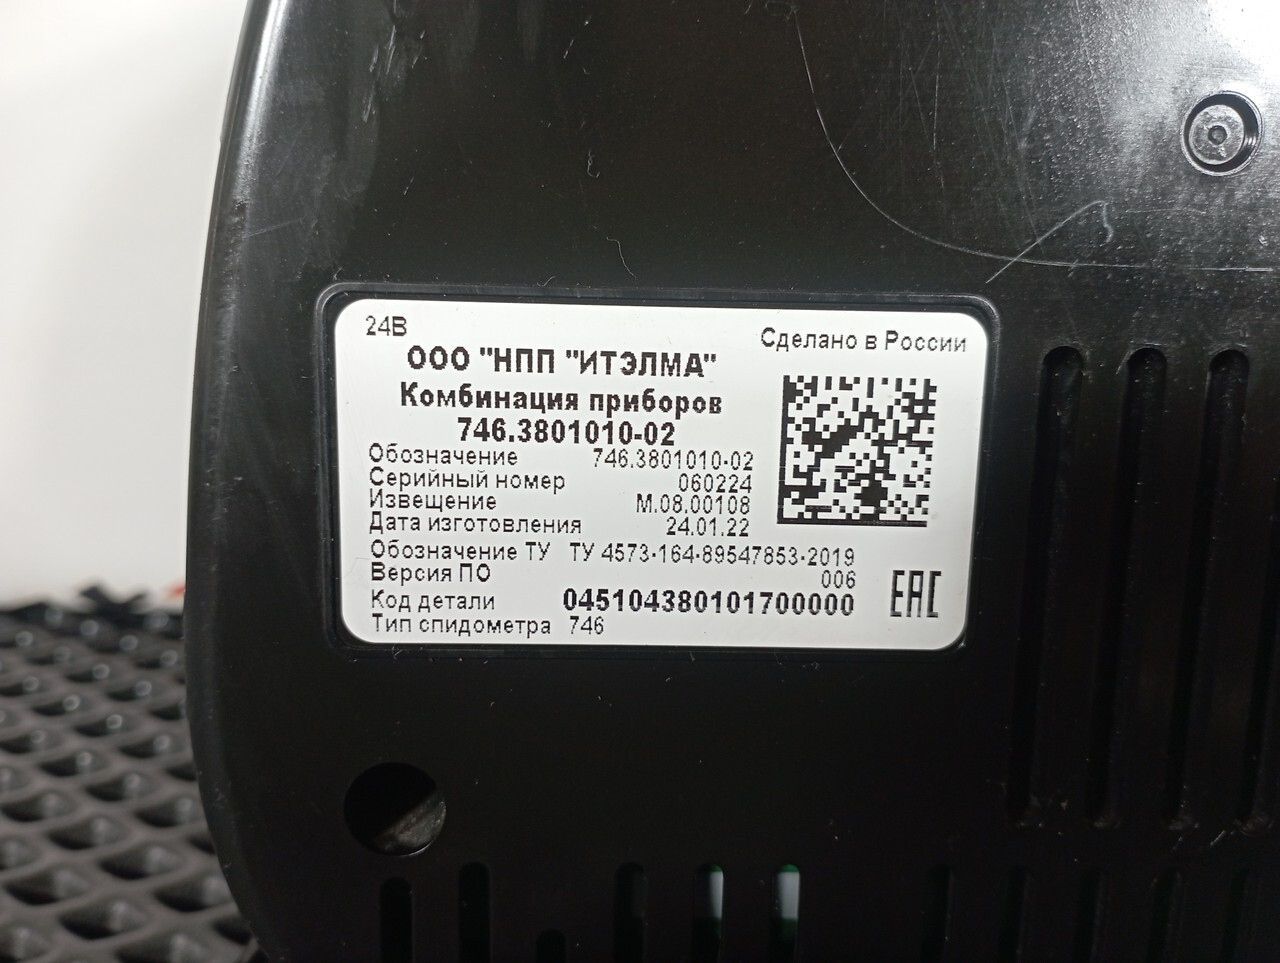 24В
Сделано в России
ООО "НПП "ИТЭЛМА"
Комбинация приборов
746.3801010-02
Обозначение 746.3801010-02
Серийный номер 060224
Извещение М.08.00108
Дата изготовления 24.01.22
Обозначение ТУ ТУ 4573-164-89547853-2019
Версия ПО 006
Код детали 045104380101700000
Тип спидометра 746
ЕАС